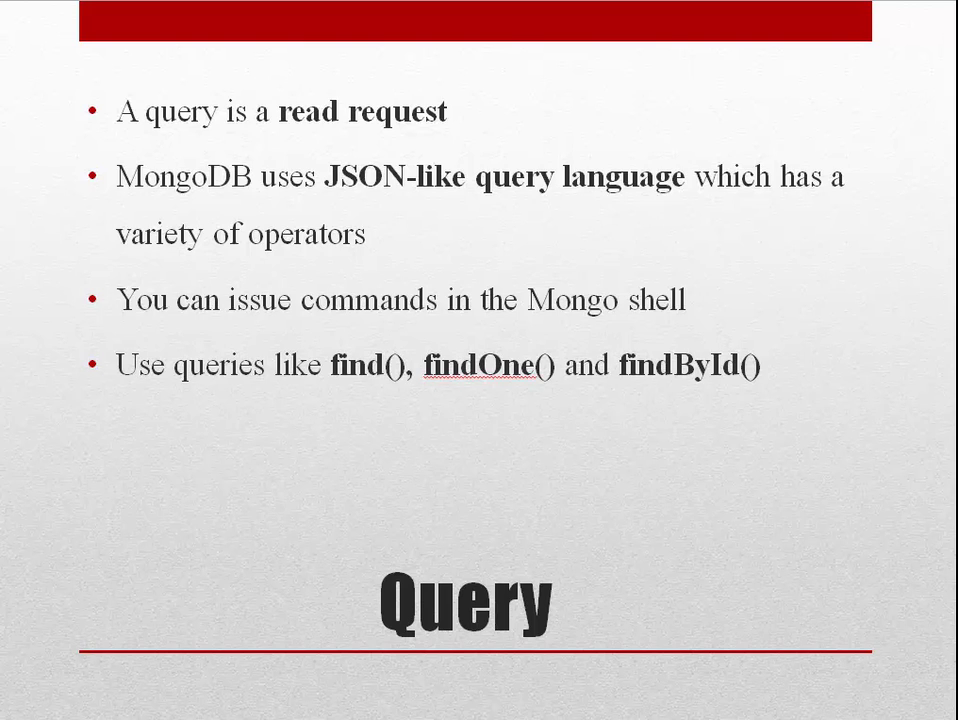 • A query is a read request
• MongoDB uses JSON-like query language which has a
variety of operators
• You can issue commands in the Mongo shell
• Use queries like find(), findOne() and findById()
Query